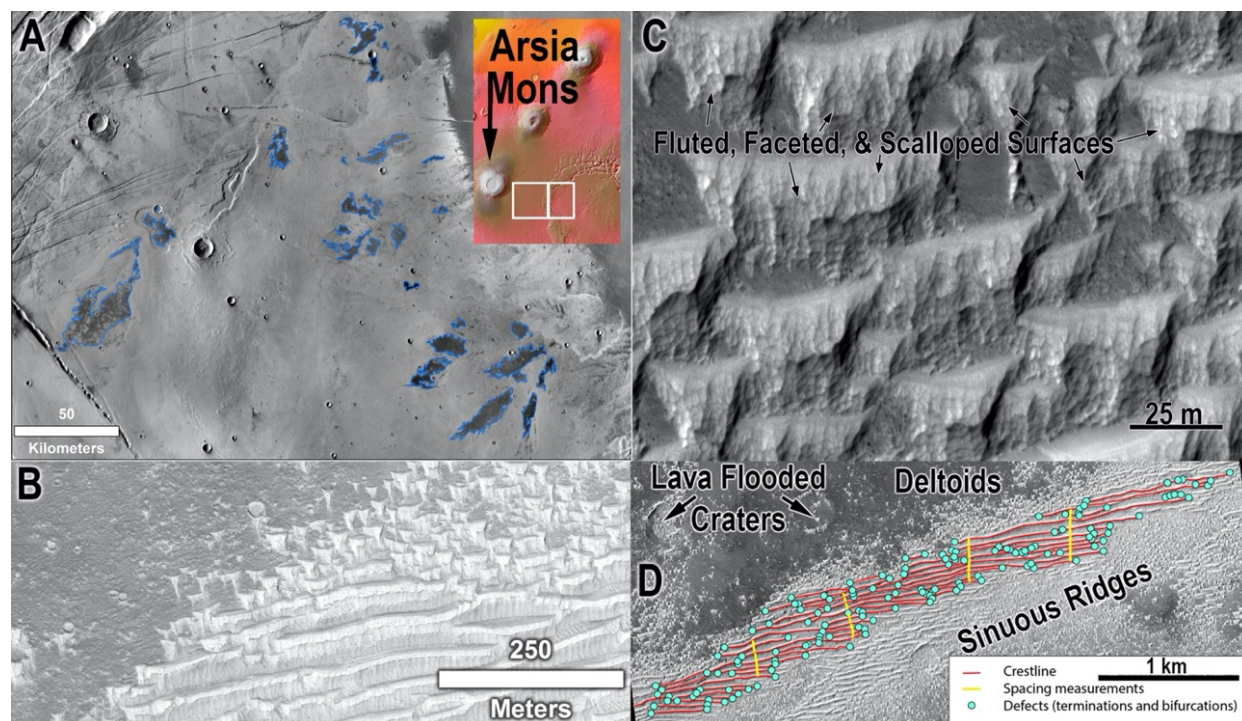 A
Arsia
Mons
50
Kilometers
C
Fluted, Faceted, & Scalloped Surfaces
25 m
B
250
Meters
D
Lava Flooded
Craters
Deltoids
Sinuous Ridges
1 km
Crestline
Spacing measurements
Defects (terminations and bifurcations)